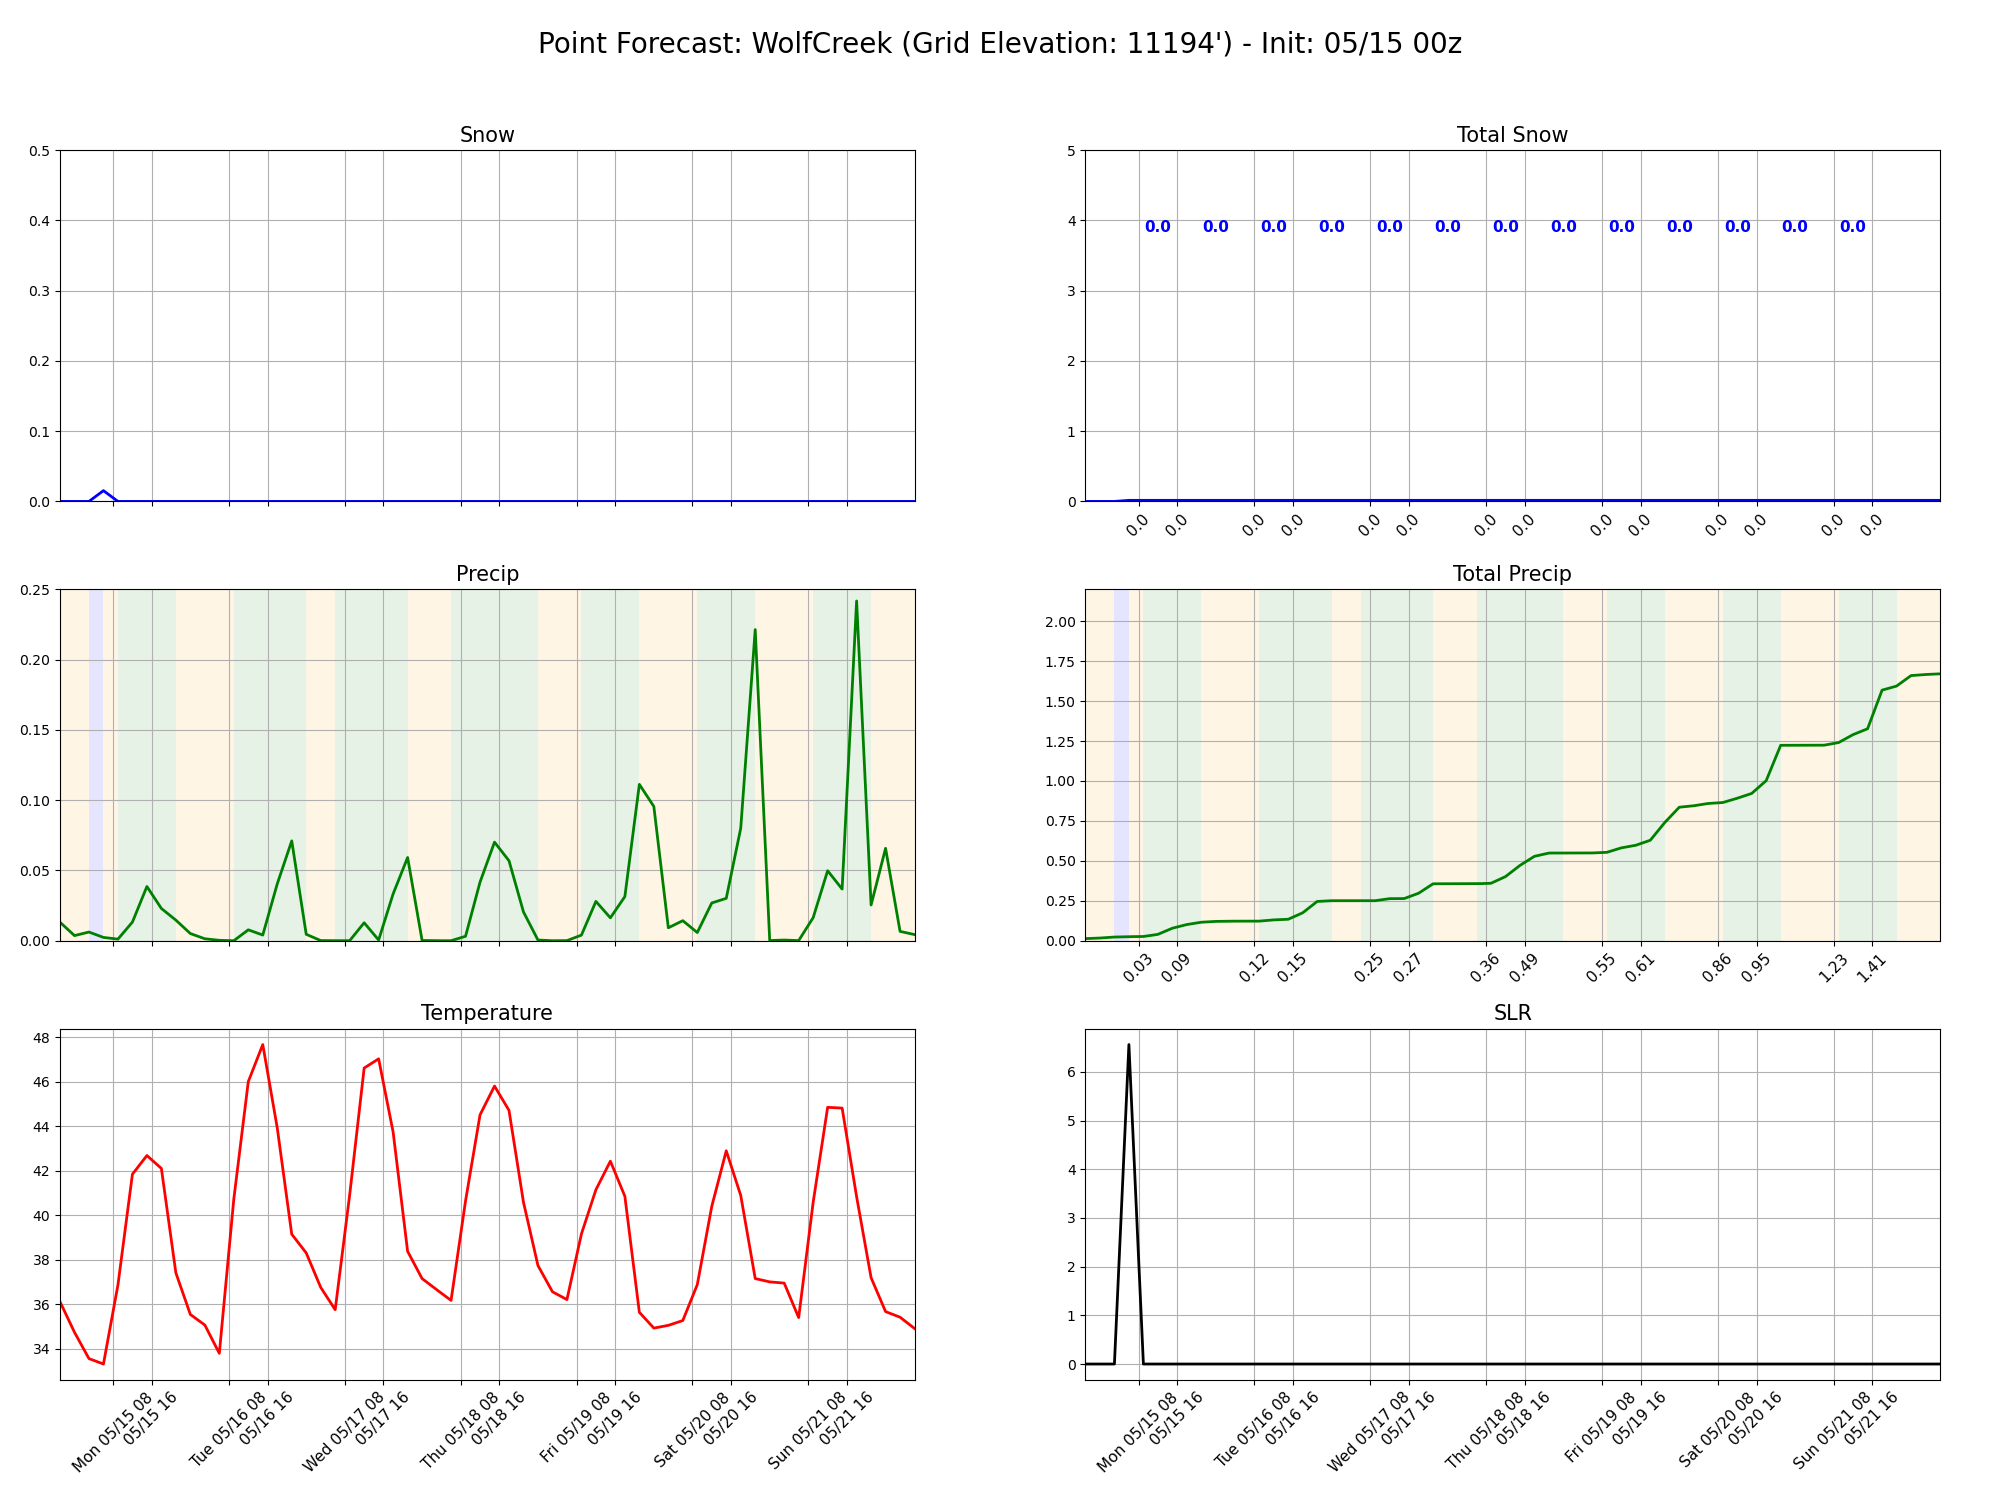 Point Forecast: WolfCreek (Grid Elevation: 11194') - Init: 05/15 00z
Snow
0.5
0.4
0.3
0.2
0.1
0.0
Total Snow
5
4
3
2
1
0
0.0 0.0 0.0 0.0 0.0 0.0 0.0 0.0 0.0 0.0 0.0 0.0 0.0
0.0 0.0 0.0 0.0 0.0 0.0 0.0 0.0 0.0 0.0 0.0 0.0 0.0 0.0
Precip
0.25
0.20
0.15
0.10
0.05
0.00
Total Precip
2.00
1.75
1.50
1.25
1.00
0.75
0.50
0.25
0.00
0.03 0.09 0.12 0.15 0.25 0.27 0.36 0.49 0.55 0.61 0.86 0.95 1.23 1.41
Temperature
48
46
44
42
40
38
36
34
Mon 05/15 08
05/15 16
Tue 05/16 08
05/16 16
Wed 05/17 08
05/17 16
Thu 05/18 08
05/18 16
Fri 05/19 08
05/19 16
Sat 05/20 08
05/20 16
Sun 05/21 08
05/21 16
SLR
6
5
4
3
2
1
0
Mon 05/15 08
05/15 16
Tue 05/16 08
05/16 16
Wed 05/17 08
05/17 16
Thu 05/18 08
05/18 16
Fri 05/19 08
05/19 16
Sat 05/20 08
05/20 16
Sun 05/21 08
05/21 16